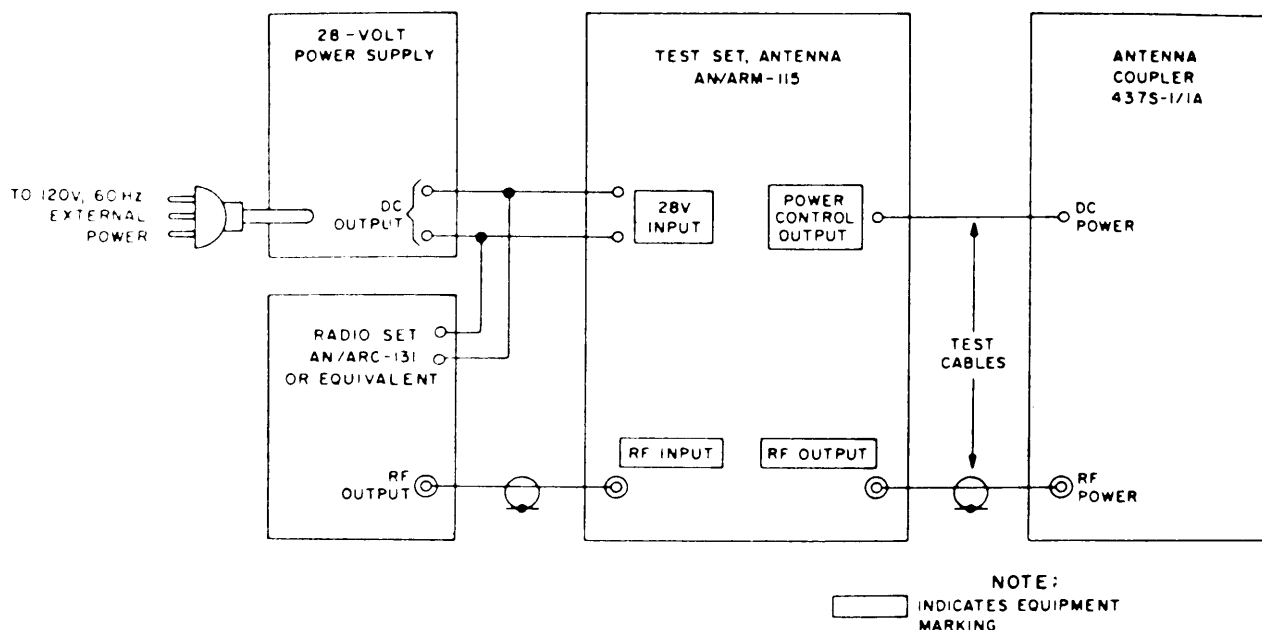 28-VOLT
POWER SUPPLY
TO 120V, 60 HZ
EXTERNAL
POWER
DC
OUTPUT
RADIO SET
AN/ARC-131
OR EQUIVALENT
RF
OUTPUT
TEST SET, ANTENNA
AN/ARM-115
28V
INPUT
POWER
CONTROL
OUTPUT
RF INPUT
RF OUTPUT
TEST
CABLES
ANTENNA
COUPLER
437S-1/1A
DC
POWER
RF
POWER
NOTE:
INDICATES EQUIPMENT
MARKING